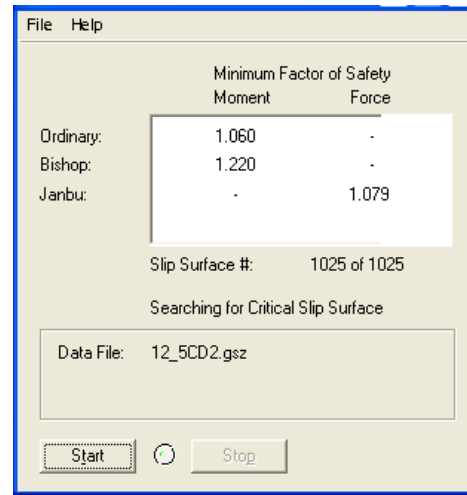 File Help
Minimum Factor of Safety
Moment Force
Ordinary: 1.060 -
Bishop: 1.220 -
Janbu: - 1.079
Slip Surface #: 1025 of 1025
Searching for Critical Slip Surface
Data File: 12_5CD2.gsz
Start Stop